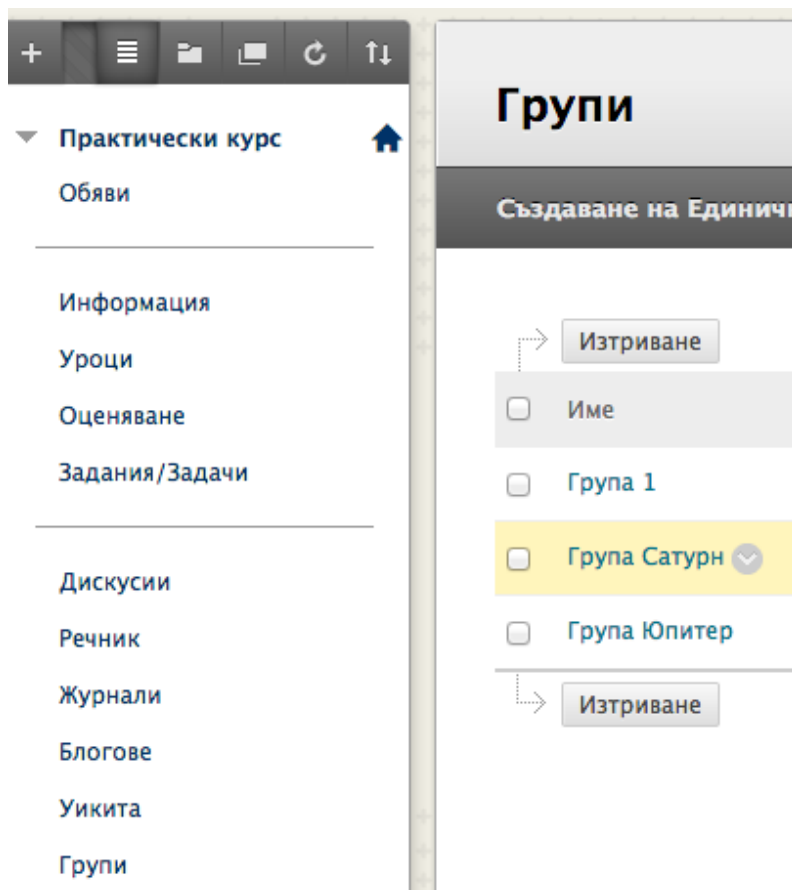 Практически курс
Обяви
Информация
Уроци
Оценяване
Задания/Задачи
Дискусии
Речник
Журнали
Блогове
Уикита
Групи
Групи
Създаване на
Изтриване
Име
Група 1
Група Сатурн
Група Юпитер
Изтриване